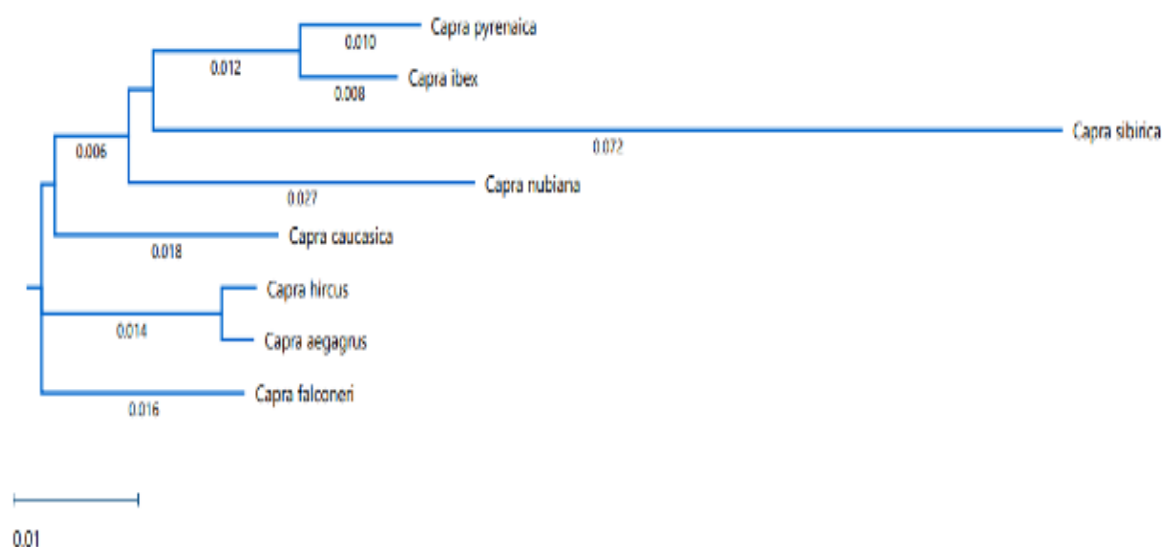 Capra pyrenaica
0.010
0.012
Capra ibex
0.008
Capra sibirica
0.072
0.006
Capra nubiana
0.027
Capra caucasica
0.018
Capra hircus
0.014
Capra aegagrus
Capra falconeri
0.016
0.01